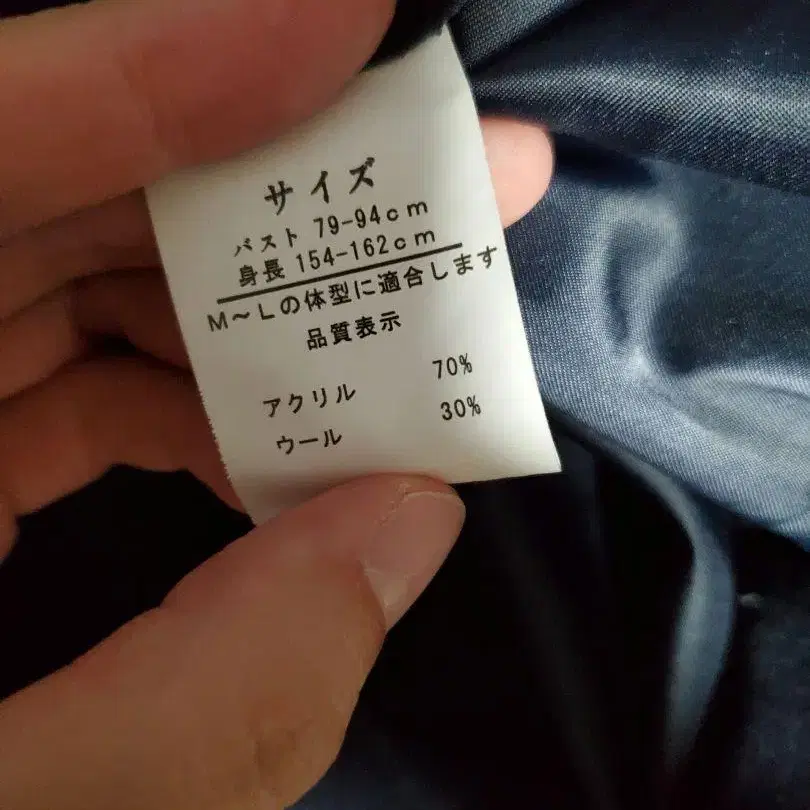 サイズ
バスト 79-94cm
身長 154-162cm
M～Lの体型に適合します
品質表示
アクリル 70%
ウール 30%